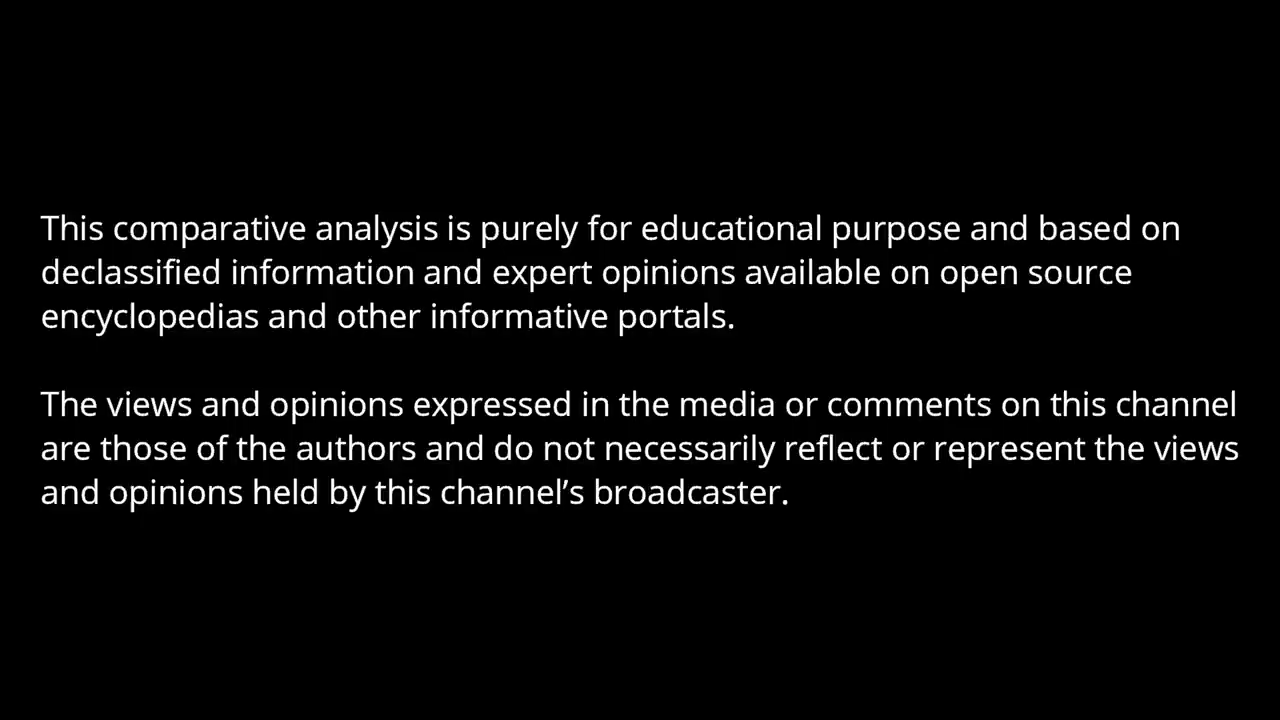 This comparative analysis is purely for educational purpose and based on
declassified information and expert opinions available on open source
encyclopedias and other informative portals.
The views and opinions expressed in the media or comments on this channel
are those of the authors and do not necessarily reflect or represent the views
and opinions held by this channel’s broadcaster.